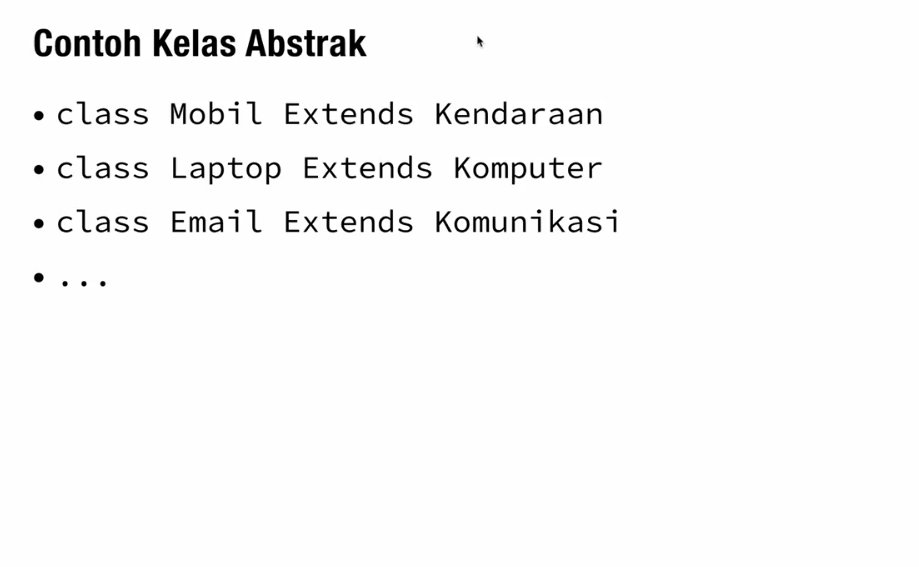 Contoh Kelas Abstrak
• class Mobil Extends Kendaraan
• class Laptop Extends Komputer
• class Email Extends Komunikasi
• ...